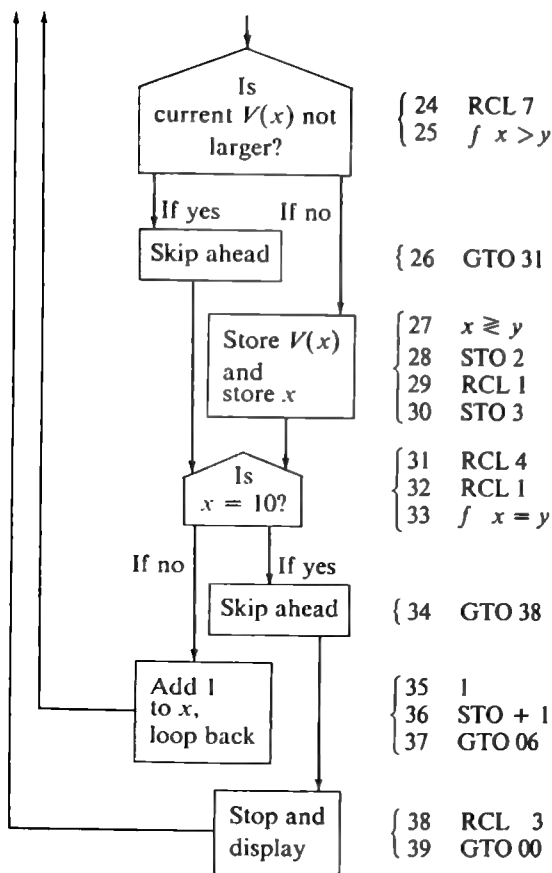 Is
current V(x) not
larger?
24 RCL 7
25 f x > y
If yes
If no
Skip ahead
26 GTO 31
Store V(x)
and
store x
27 x ≷ y
28 STO 2
29 RCL 1
30 STO 3
Is
x = 10?
31 RCL 4
32 RCL 1
33 f x = y
If no
If yes
Skip ahead
34 GTO 38
Add 1
to x,
loop back
35 1
36 STO + 1
37 GTO 06
Stop and
display
38 RCL 3
39 GTO 00